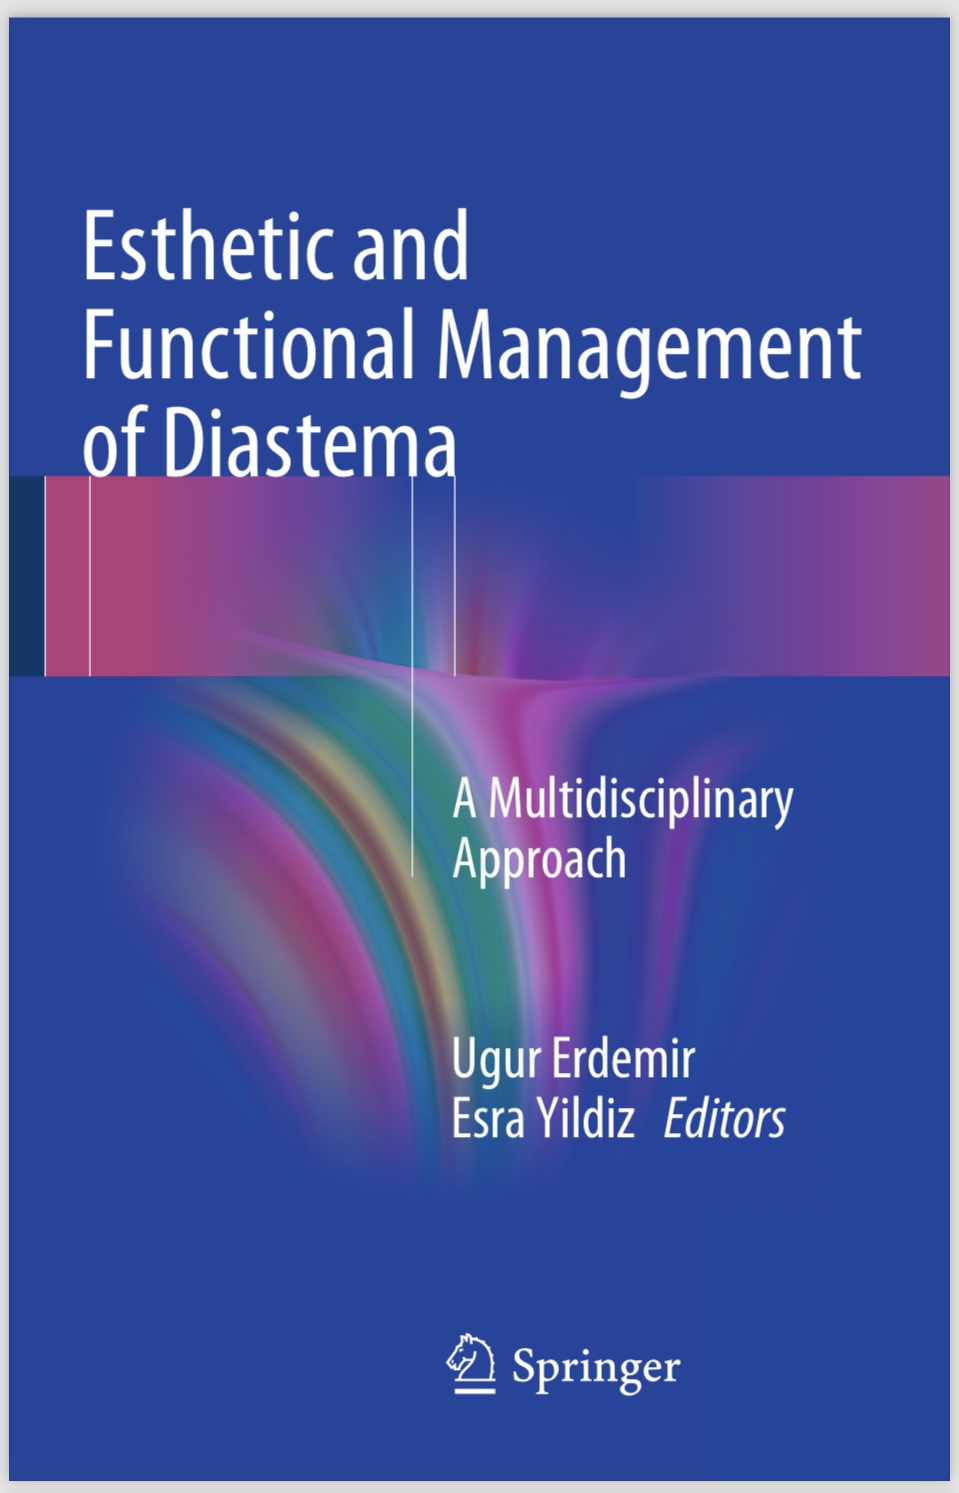 Esthetic and
Functional Management
of Diastema
A Multidisciplinary
Approach
Ugur Erdemir
Esra Yildiz Editors
Springer